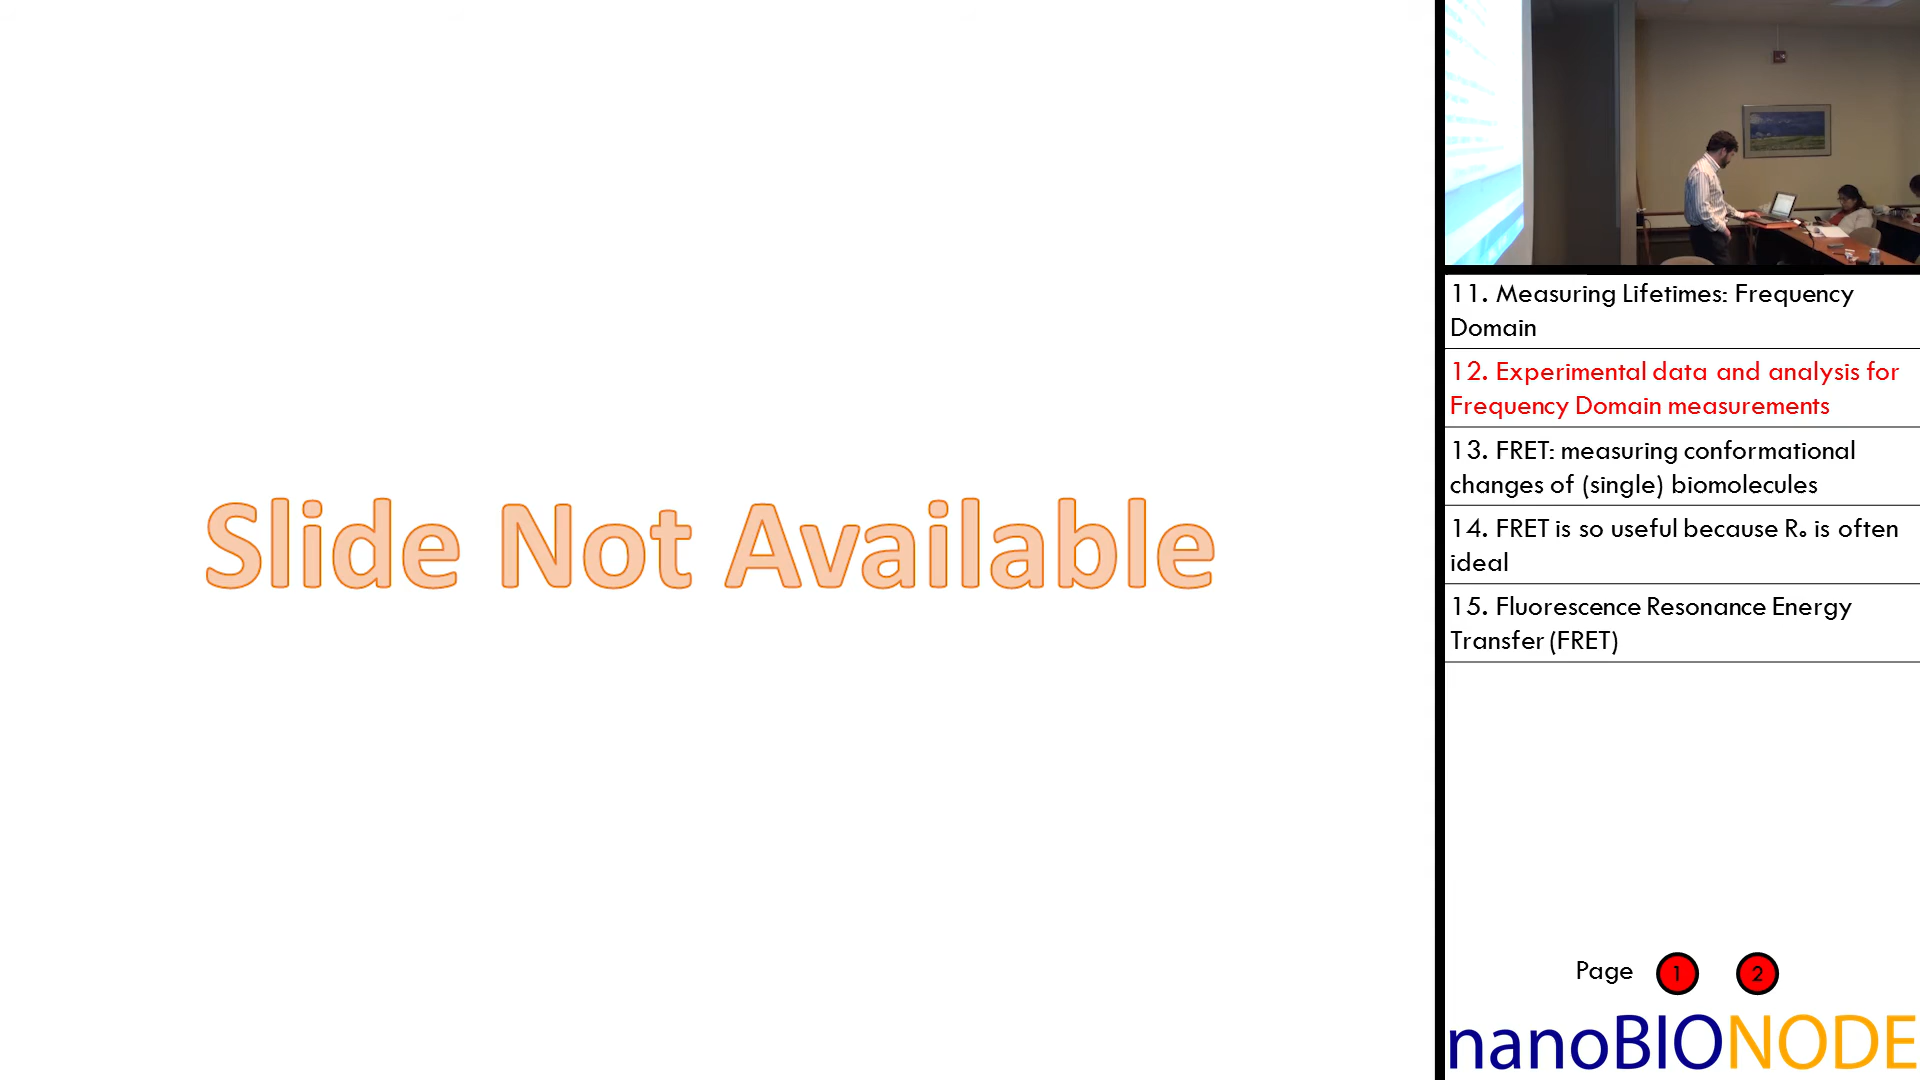 Slide Not Available
11. Measuring Lifetimes: Frequency
Domain
12. Experimental data and analysis for
Frequency Domain measurements
13. FRET: measuring conformational
changes of (single) biomolecules
14. FRET is so useful because Rₒ is often
ideal
15. Fluorescence Resonance Energy
Transfer (FRET)
Page 1 2
nanoBIONODE